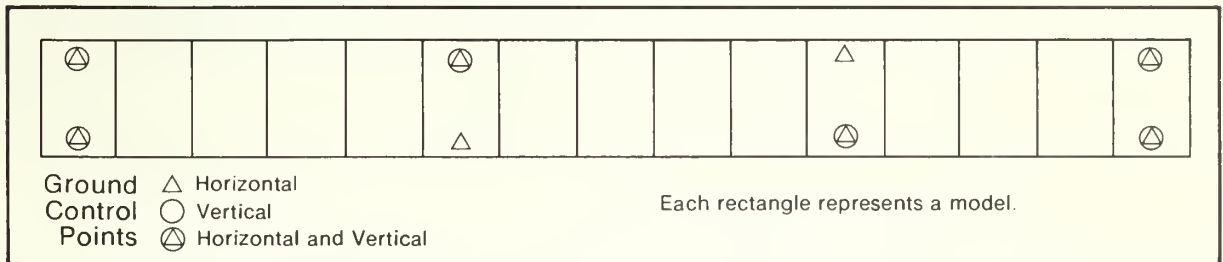 Ground Horizontal
Control Vertical
Points Horizontal and Vertical
Each rectangle represents a model.